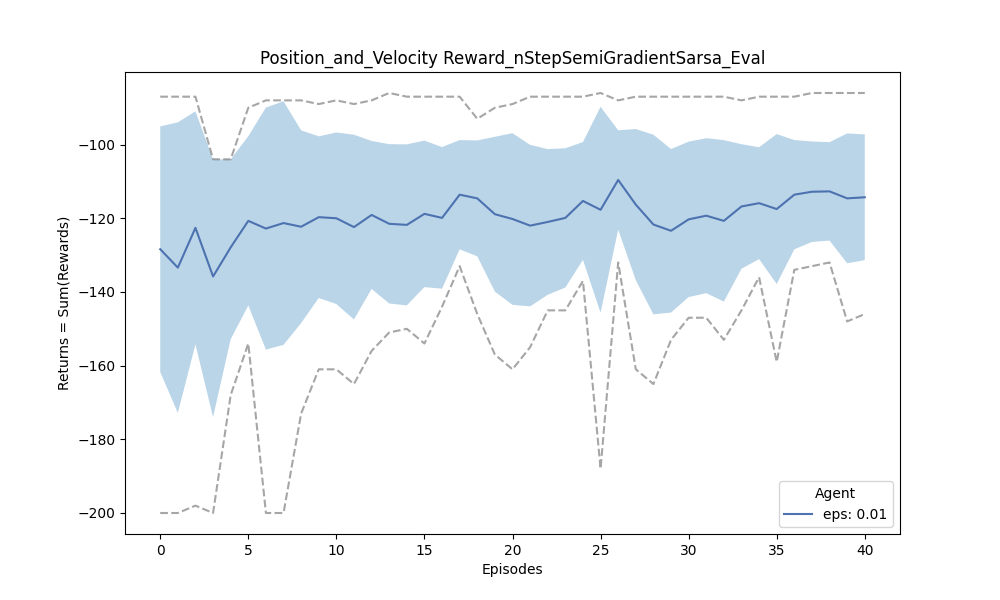 Position_and_Velocity Reward_nStepSemiGradientSarsa_Eval
Returns = Sum(Rewards)
−100
−120
−140
−160
−180
−200
Agent
eps: 0.01
0 5 10 15 20 25 30 35 40
Episodes